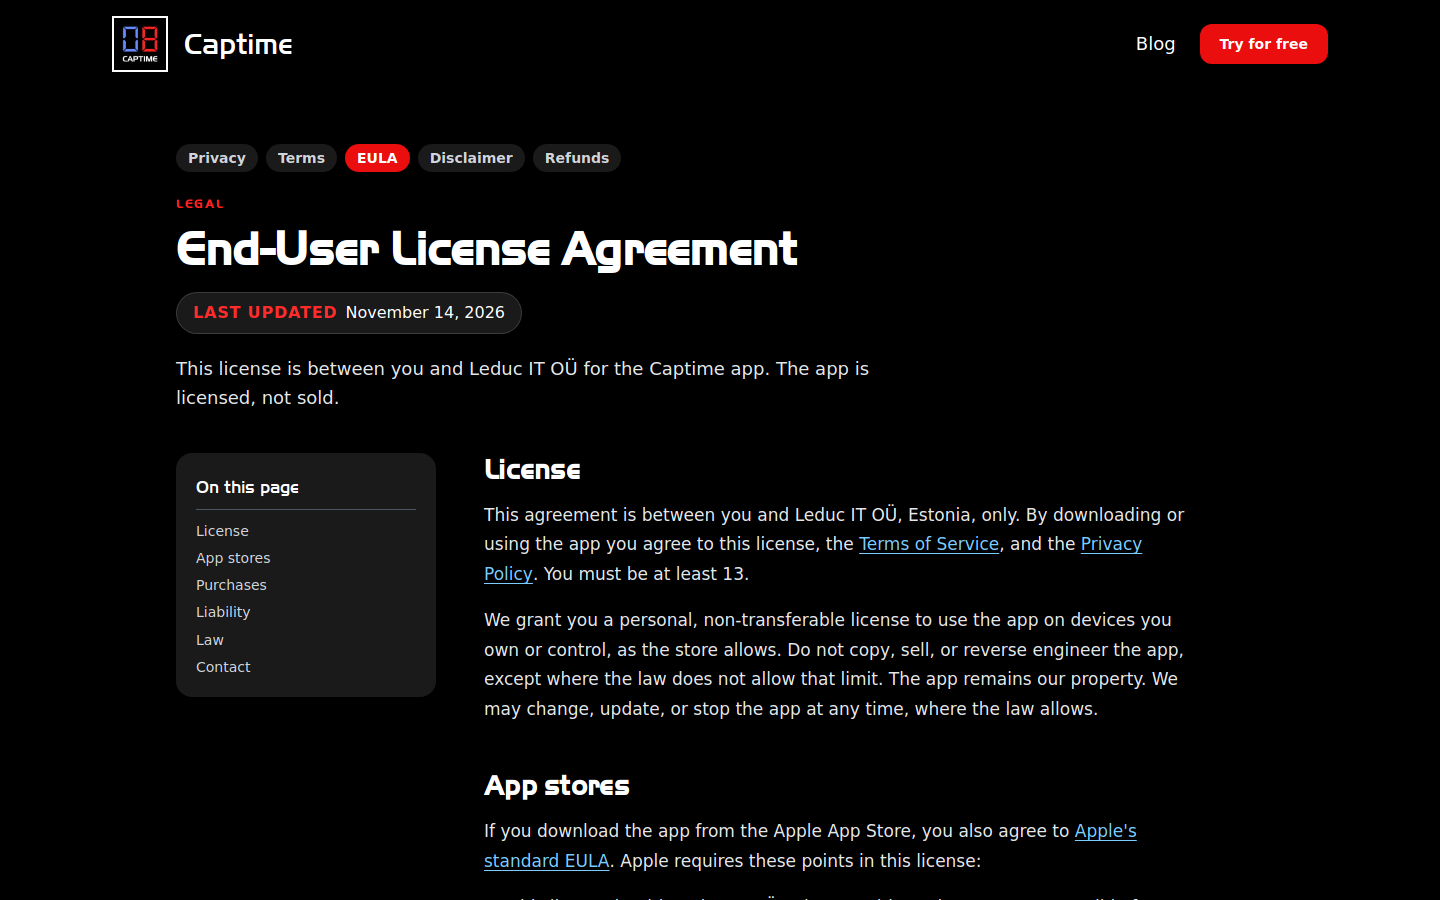 08
CAPTIME
Captime
Blog
Try for free
Privacy
Terms
EULA
Disclaimer
Refunds
LEGAL
End-User License Agreement
LAST UPDATED November 14, 2026
This license is between you and Leduc IT OÜ for the Captime app. The app is
licensed, not sold.
On this page
License
App stores
Purchases
Liability
Law
Contact
License
This agreement is between you and Leduc IT OÜ, Estonia, only. By downloading or
using the app you agree to this license, the Terms of Service, and the Privacy
Policy. You must be at least 13.
We grant you a personal, non-transferable license to use the app on devices you
own or control, as the store allows. Do not copy, sell, or reverse engineer the app,
except where the law does not allow that limit. The app remains our property. We
may change, update, or stop the app at any time, where the law allows.
App stores
If you download the app from the Apple App Store, you also agree to Apple's
standard EULA. Apple requires these points in this license: